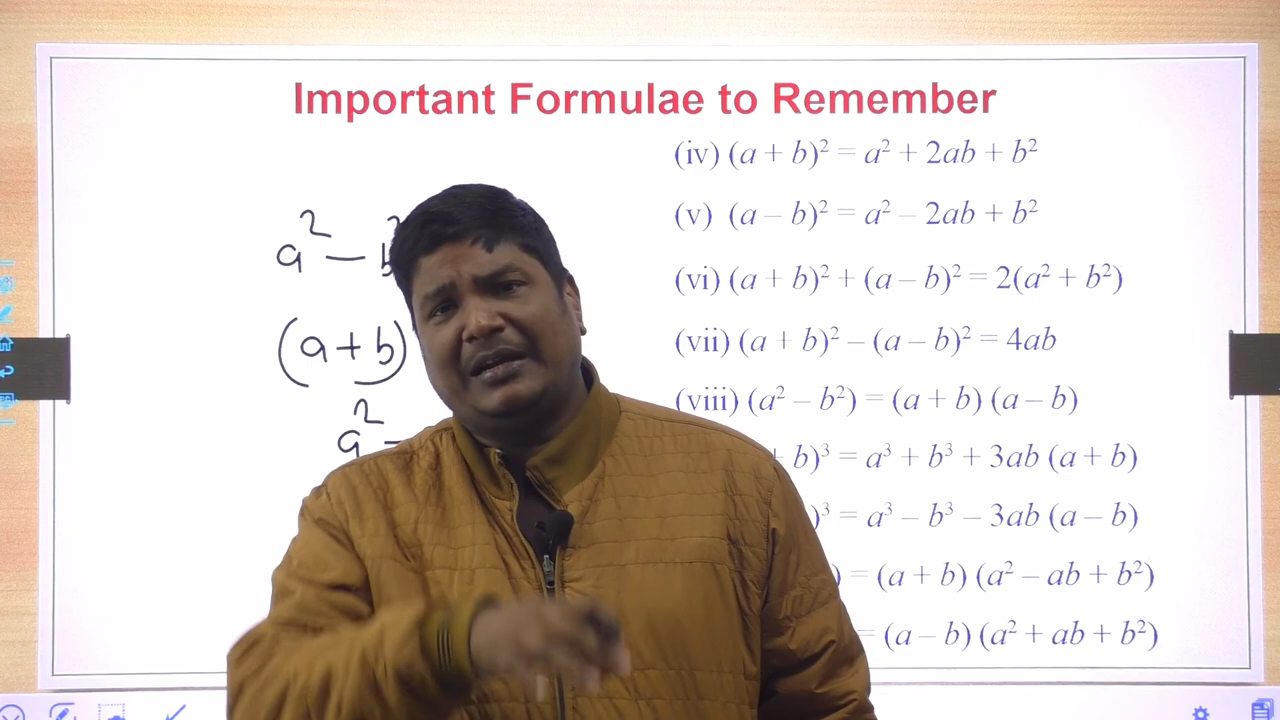 Important Formulae to Remember
a² – b
(a + b)
a² -
(iv) (a + b)² = a² + 2ab + b²
(v) (a – b)² = a² – 2ab + b²
(vi) (a + b)² + (a – b)² = 2(a² + b²)
(vii) (a + b)² – (a – b)² = 4ab
(viii) (a² – b²) = (a + b) (a – b)
b)³ = a³ + b³ + 3ab (a + b)
)³ = a³ – b³ – 3ab (a – b)
) = (a + b) (a² – ab + b²)
= (a – b) (a² + ab + b²)